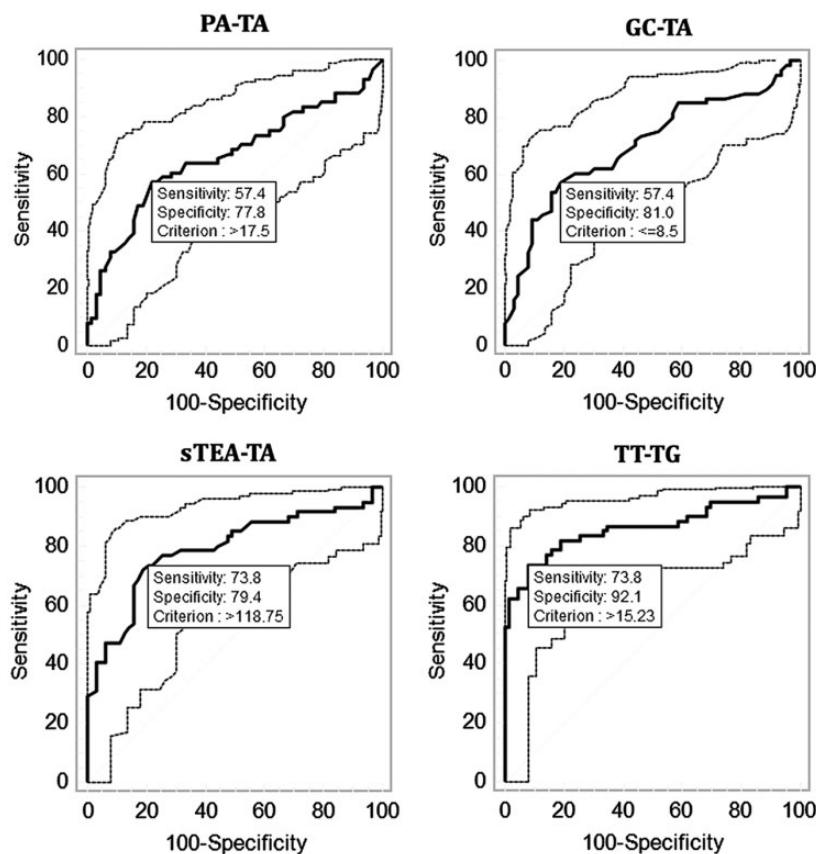 PA-TA
Sensitivity
100
80
60
40
20
0
Sensitivity: 57.4
Specificity: 77.8
Criterion : >17.5
0 20 40 60 80 100
100-Specificity
GC-TA
Sensitivity
100
80
60
40
20
0
Sensitivity: 57.4
Specificity: 81.0
Criterion : <=8.5
0 20 40 60 80 100
100-Specificity
sTEA-TA
Sensitivity
100
80
60
40
20
0
Sensitivity: 73.8
Specificity: 79.4
Criterion : >118.75
0 20 40 60 80 100
100-Specificity
TT-TG
Sensitivity
100
80
60
40
20
0
Sensitivity: 73.8
Specificity: 92.1
Criterion : >15.23
0 20 40 60 80 100
100-Specificity